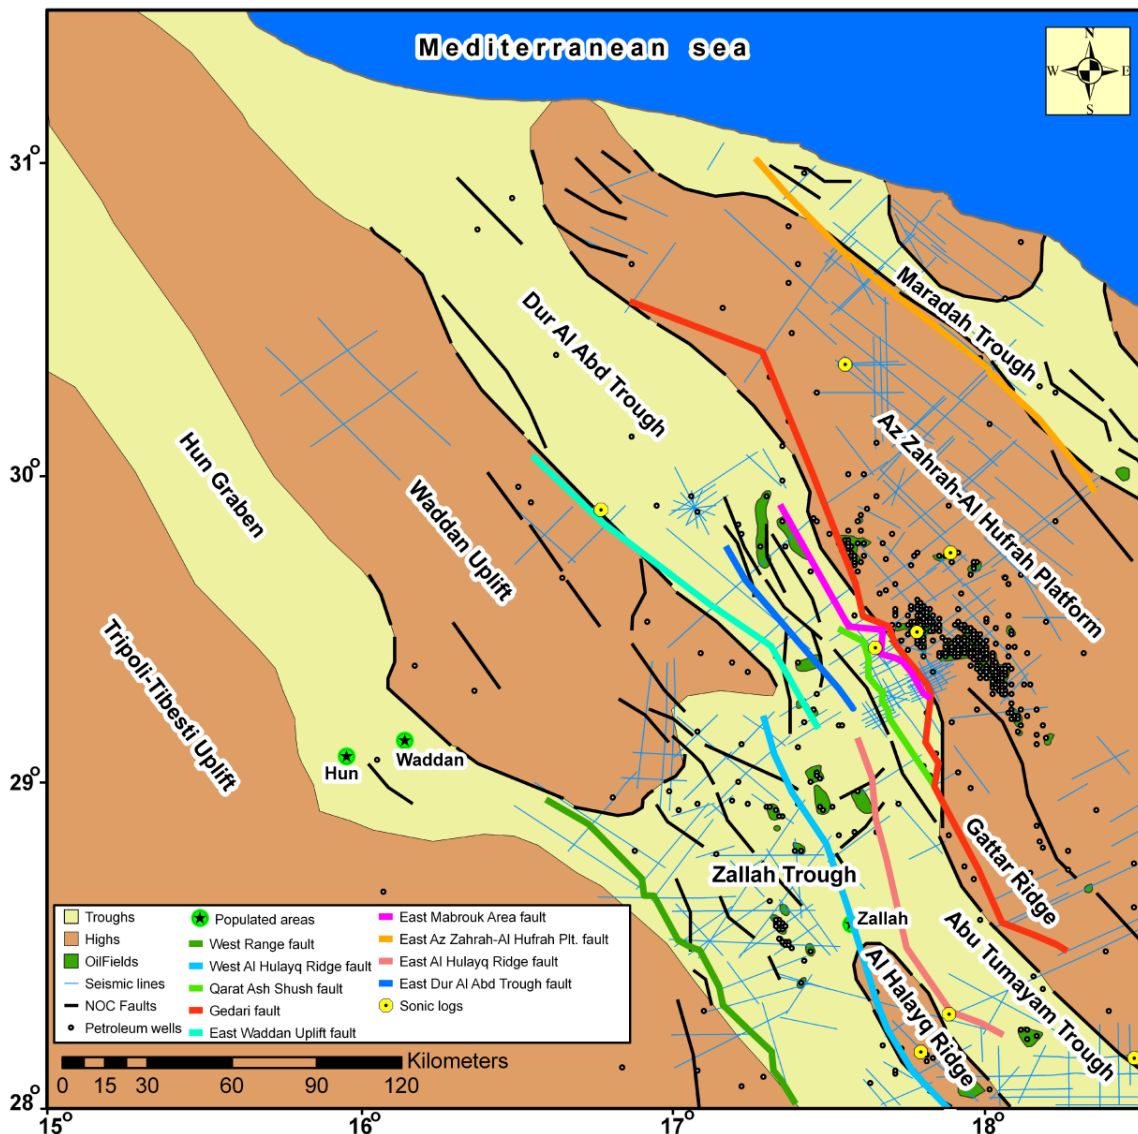 Mediterranean sea
N
W E
S
31°
Maradah Trough
Dur Al Abd Trough
Az Zahrah-Al Hufrah Platform
30°
Hun Graben
Waddan Uplift
Tripoli-Tibesti Uplift
Waddan
Hun
29°
Gattar Ridge
Zallah Trough
Zallah
Abu Tumayam Trough
Al Halayq Ridge
Troughs
Highs
OilFields
Seismic lines
NOC Faults
Petroleum wells
Populated areas
West Range fault
West Al Hulayq Ridge fault
Qarat Ash Shush fault
Gedari fault
East Waddan Uplift fault
East Mabrouk Area fault
East Az Zahrah-Al Hufrah Plt. fault
East Al Hulayq Ridge fault
East Dur Al Abd Trough fault
Sonic logs
Kilometers
0 15 30 60 90 120
28°
15° 16° 17° 18°